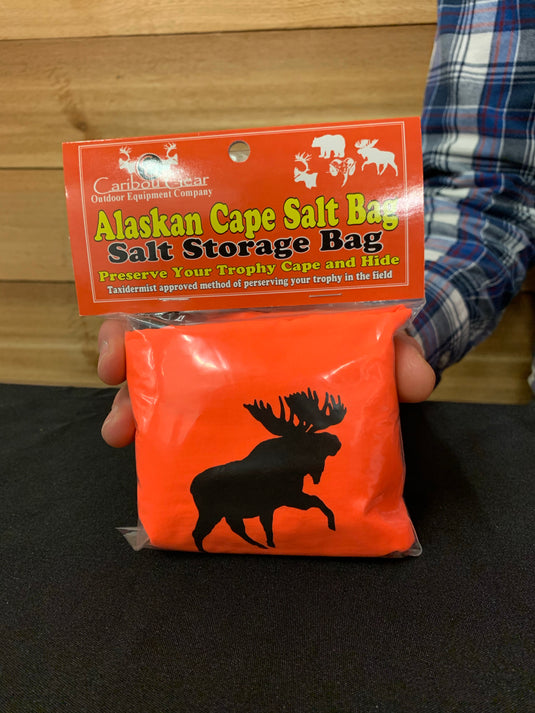 Caribou Gear
Outdoor Equipment Company
Alaskan Cape Salt Bag
Salt Storage Bag
Preserve Your Trophy Cape and Hide
Taxidermist approved method of perserving your trophy in the field